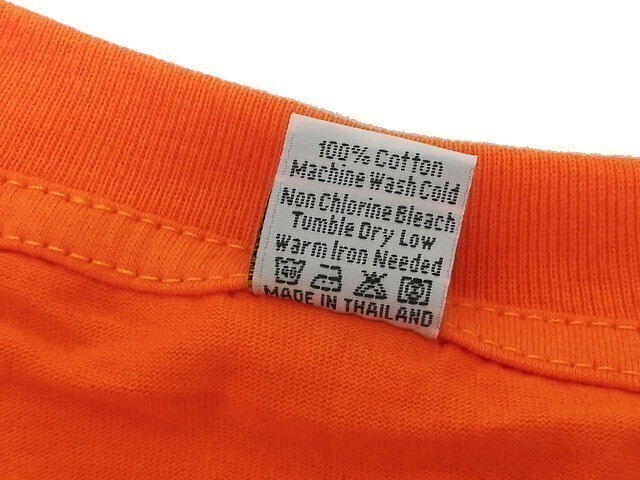 100% Cotton
Machine Wash Cold
Non Chlorine Bleach
Tumble Dry Low
Warm Iron Needed
MADE IN THAILAND